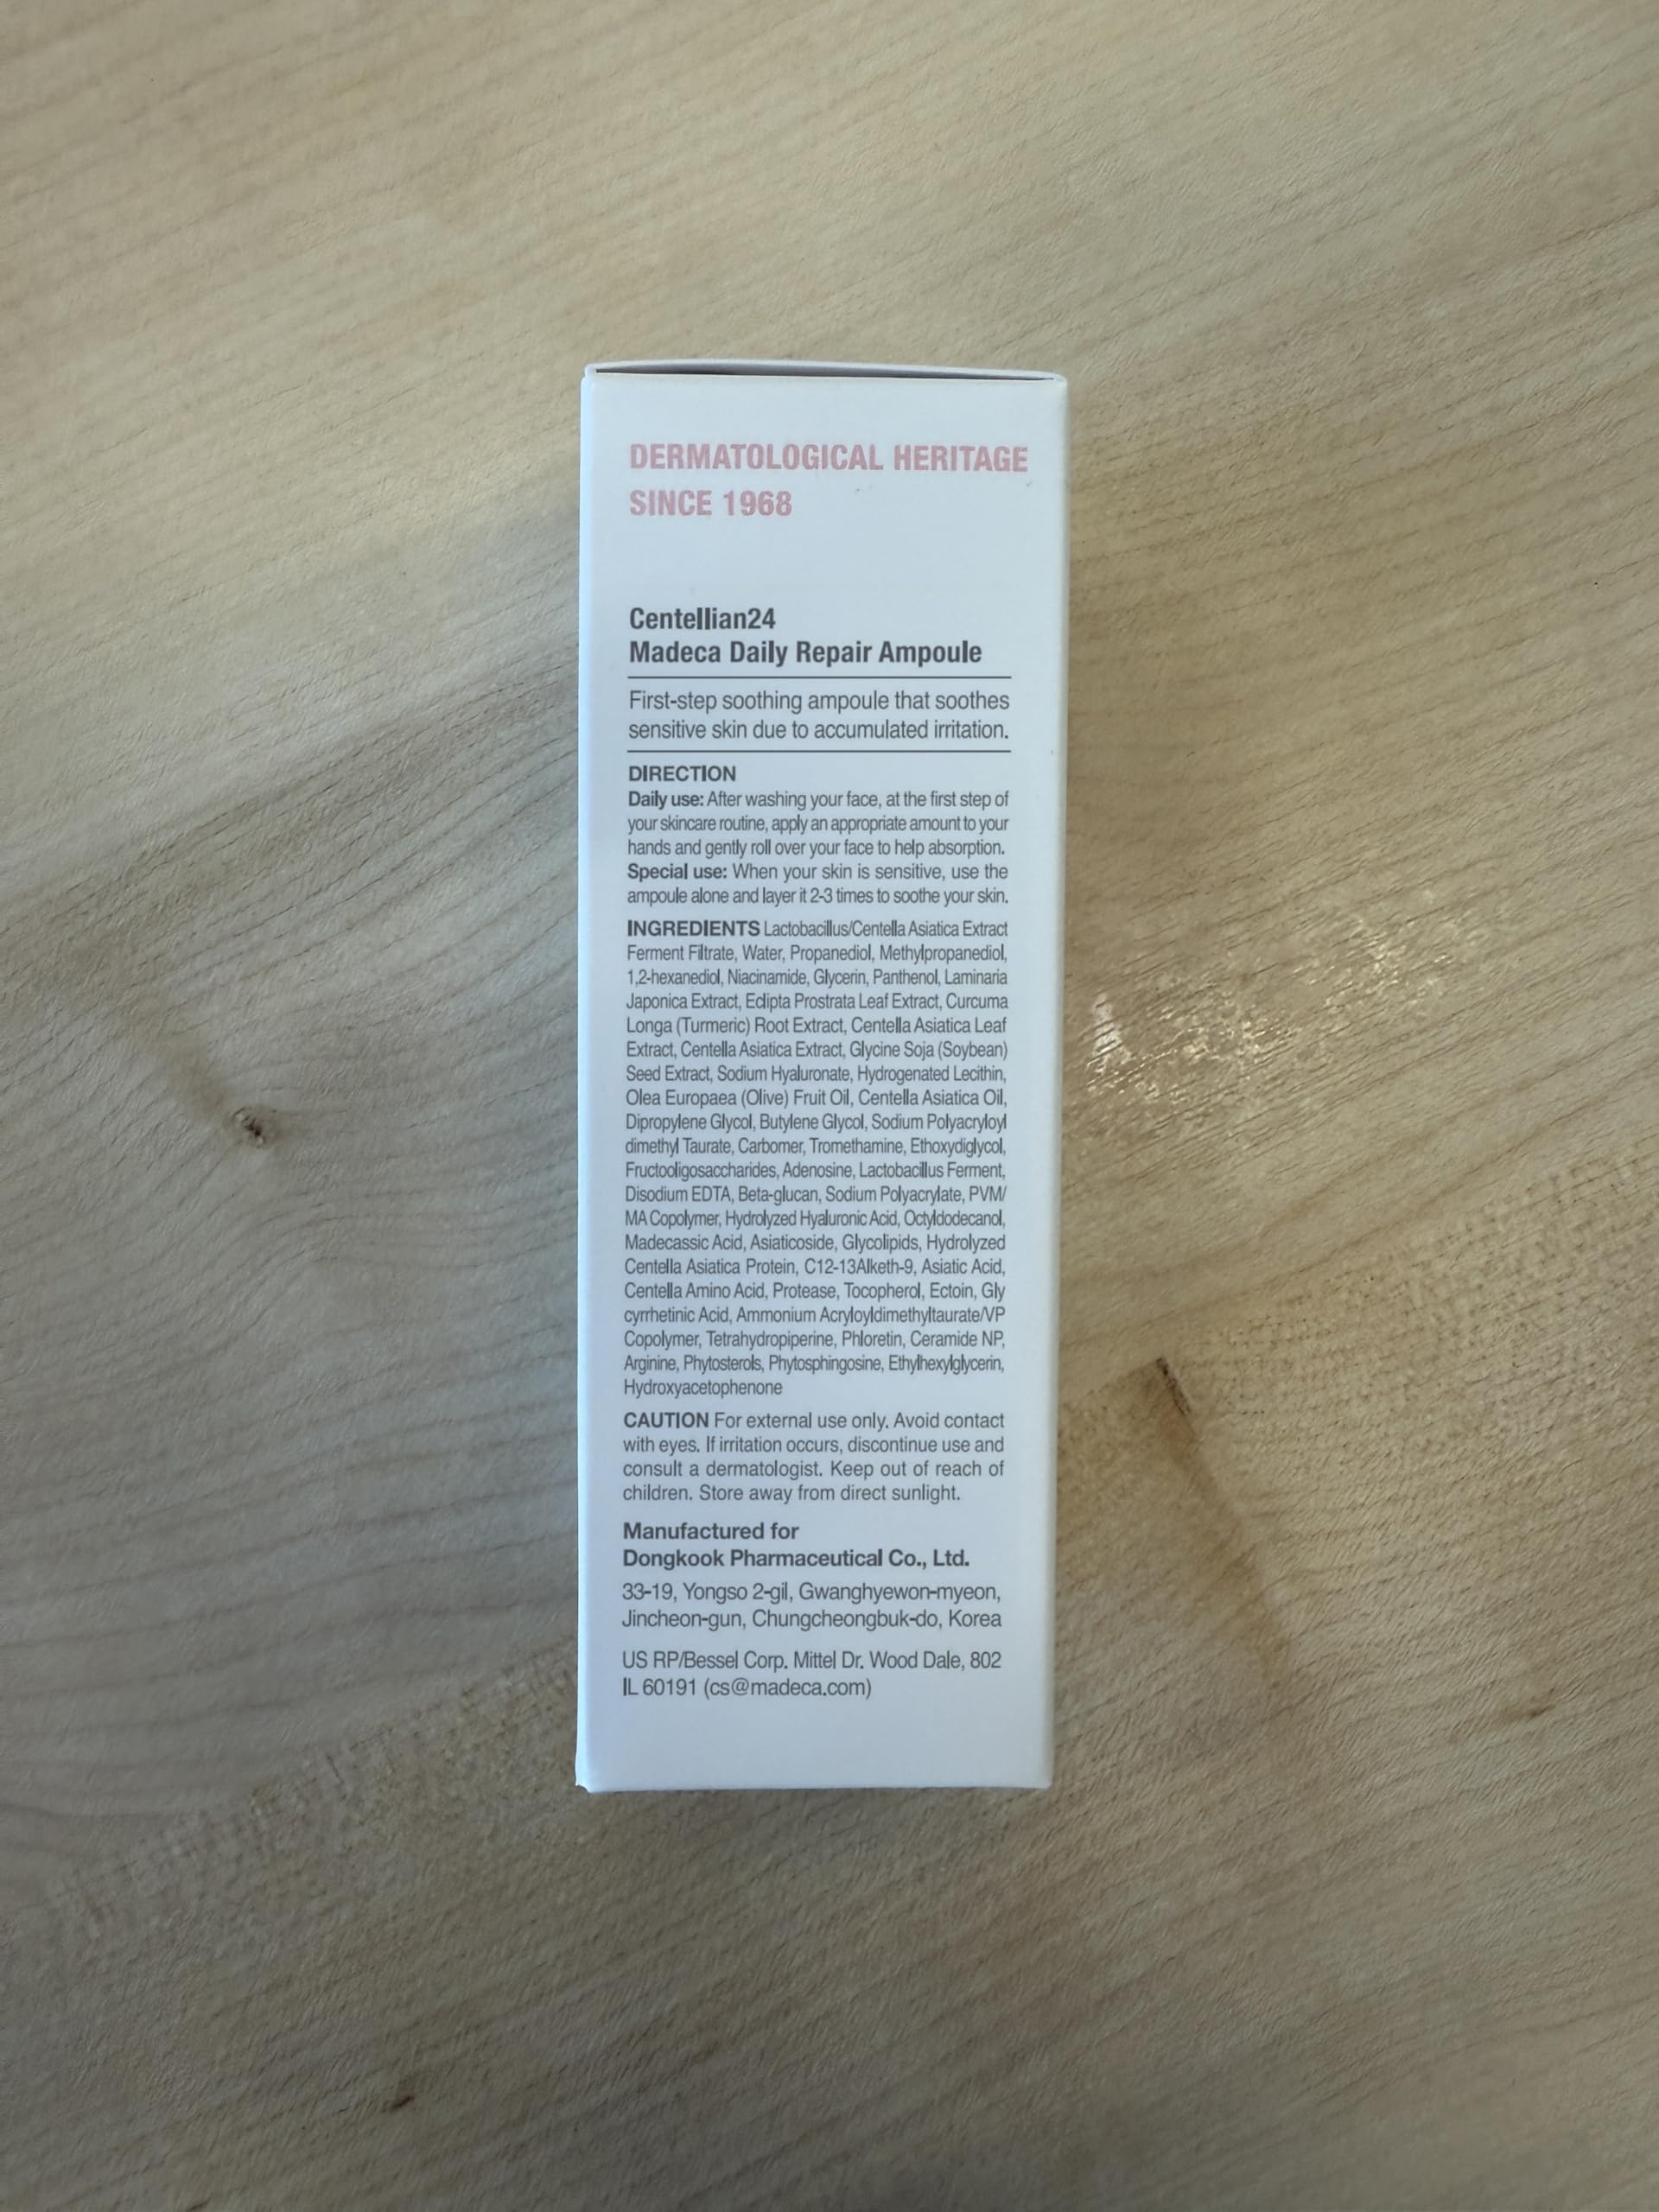 DERMATOLOGICAL HERITAGE
SINCE 1968
Centellian24
Madeca Daily Repair Ampoule
First-step soothing ampoule that soothes
sensitive skin due to accumulated irritation.
DIRECTION
Daily use: After washing your face, at the first step of
your skincare routine, apply an appropriate amount to your
hands and gently roll over your face to help absorption.
Special use: When your skin is sensitive, use the
ampoule alone and layer it 2-3 times to soothe your skin.
INGREDIENTS Lactobacillus/Centella Asiatica Extract
Ferment Filtrate, Water, Propanediol, Methylpropanediol,
1,2-hexanediol, Niacinamide, Glycerin, Panthenol, Laminaria
Japonica Extract, Eclipta Prostrata Leaf Extract, Curcuma
Longa (Turmeric) Root Extract, Centella Asiatica Leaf
Extract, Centella Asiatica Extract, Glycine Soja (Soybean)
Seed Extract, Sodium Hyaluronate, Hydrogenated Lecithin,
Olea Europaea (Olive) Fruit Oil, Centella Asiatica Oil,
Dipropylene Glycol, Butylene Glycol, Sodium Polyacryloyl
dimethyl Taurate, Carbomer, Tromethamine, Ethoxydiglycol,
Fructooligosaccharides, Adenosine, Lactobacillus Ferment,
Disodium EDTA, Beta-glucan, Sodium Polyacrylate, PVM/
MA Copolymer, Hydrolyzed Hyaluronic Acid, Octyldodecanol,
Madecassic Acid, Asiaticoside, Glycolipids, Hydrolyzed
Centella Asiatica Protein, C12-13Alketh-9, Asiatic Acid,
Centella Amino Acid, Protease, Tocopherol, Ectoin, Gly
cyrrhetinic Acid, Ammonium Acryloyldimethyltaurate/VP
Copolymer, Tetrahydropiperine, Phloretin, Ceramide NP,
Arginine, Phytosterols, Phytosphingosine, Ethylhexylglycerin,
Hydroxyacetophenone
CAUTION For external use only. Avoid contact
with eyes. If irritation occurs, discontinue use and
consult a dermatologist. Keep out of reach of
children. Store away from direct sunlight.
Manufactured for
Dongkook Pharmaceutical Co., Ltd.
33-19, Yongso 2-gil, Gwanghyewon-myeon,
Jincheon-gun, Chungcheongbuk-do, Korea
US RP/Bessel Corp. Mittel Dr. Wood Dale, 802
IL 60191 (cs@madeca.com)